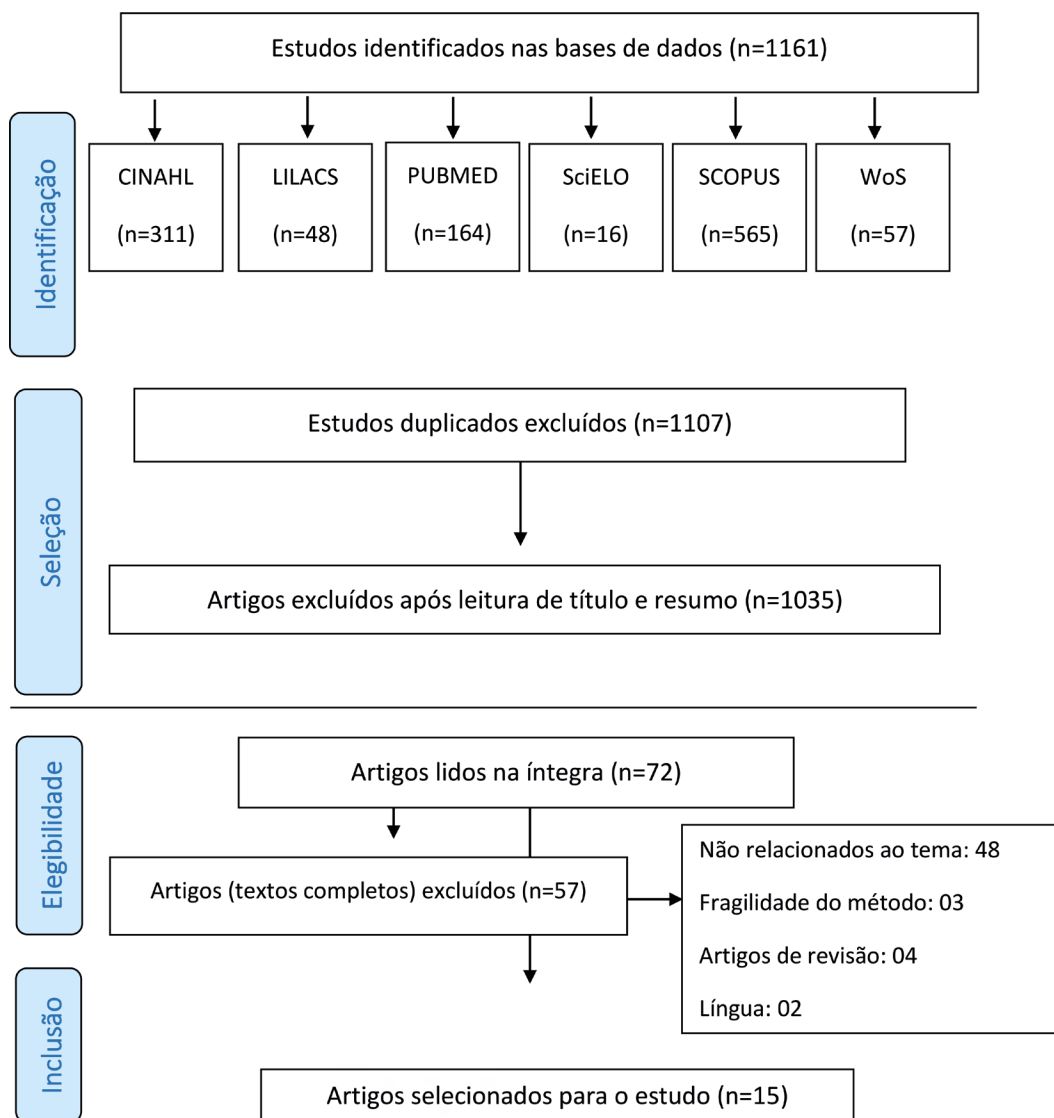 Estudos identificados nas bases de dados (n=1161)
Identificação
CINAHL
(n=311)
LILACS
(n=48)
PUBMED
(n=164)
SciELO
(n=16)
SCOPUS
(n=565)
WoS
(n=57)
Seleção
Estudos duplicados excluídos (n=1107)
Artigos excluídos após leitura de título e resumo (n=1035)
Elegibilidade
Artigos lidos na íntegra (n=72)
Artigos (textos completos) excluídos (n=57)
Não relacionados ao tema: 48
Fragilidade do método: 03
Artigos de revisão: 04
Língua: 02
Inclusão
Artigos selecionados para o estudo (n=15)